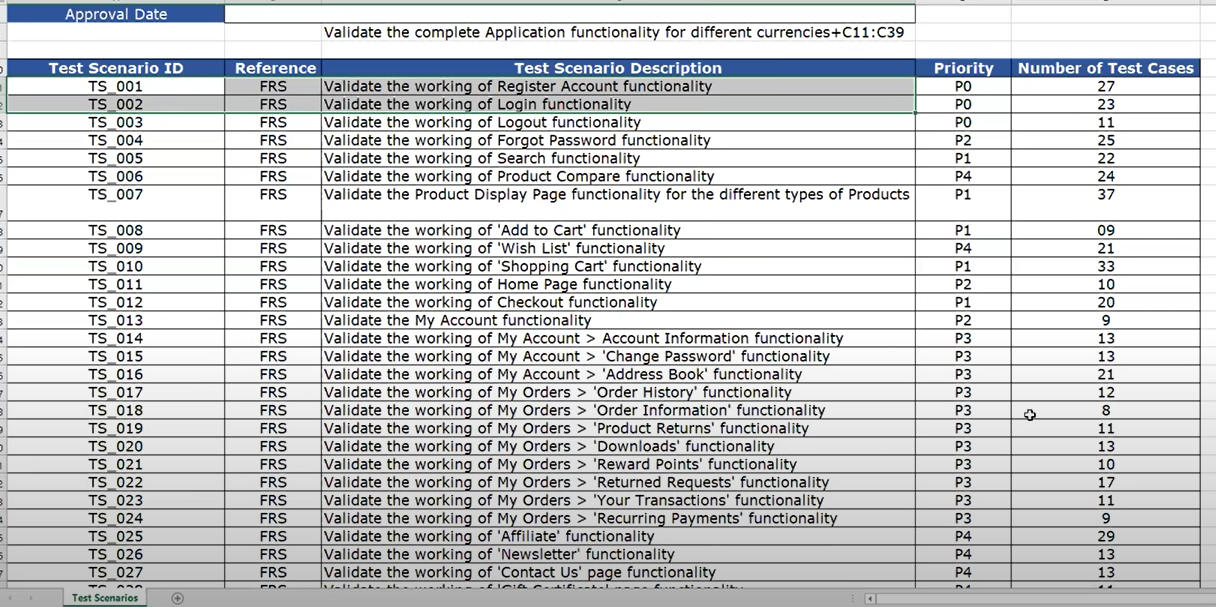 Approval Date
Validate the complete Application functionality for different currencies+C11:C39
Test Scenario ID Reference Test Scenario Description Priority Number of Test Cases
TS_001 FRS Validate the working of Register Account functionality P0 27
TS_002 FRS Validate the working of Login functionality P0 23
TS_003 FRS Validate the working of Logout functionality P0 11
TS_004 FRS Validate the working of Forgot Password functionality P2 25
TS_005 FRS Validate the working of Search functionality P1 22
TS_006 FRS Validate the working of Product Compare functionality P4 24
TS_007 FRS Validate the Product Display Page functionality for the different types of Products P1 37
TS_008 FRS Validate the working of 'Add to Cart' functionality P1 09
TS_009 FRS Validate the working of 'Wish List' functionality P4 21
TS_010 FRS Validate the working of 'Shopping Cart' functionality P1 33
TS_011 FRS Validate the working of Home Page functionality P2 10
TS_012 FRS Validate the working of Checkout functionality P1 20
TS_013 FRS Validate the My Account functionality P2 9
TS_014 FRS Validate the working of My Account > Account Information functionality P3 13
TS_015 FRS Validate the working of My Account > 'Change Password' functionality P3 13
TS_016 FRS Validate the working of My Account > 'Address Book' functionality P3 21
TS_017 FRS Validate the working of My Orders > 'Order History' functionality P3 12
TS_018 FRS Validate the working of My Orders > 'Order Information' functionality P3 8
TS_019 FRS Validate the working of My Orders > 'Product Returns' functionality P3 11
TS_020 FRS Validate the working of My Orders > 'Downloads' functionality P3 13
TS_021 FRS Validate the working of My Orders > 'Reward Points' functionality P3 10
TS_022 FRS Validate the working of My Orders > 'Returned Requests' functionality P3 17
TS_023 FRS Validate the working of My Orders > 'Your Transactions' functionality P3 11
TS_024 FRS Validate the working of My Orders > 'Recurring Payments' functionality P3 9
TS_025 FRS Validate the working of 'Affiliate' functionality P4 29
TS_026 FRS Validate the working of 'Newsletter' functionality P4 13
TS_027 FRS Validate the working of 'Contact Us' page functionality P4 13
Test Scenarios